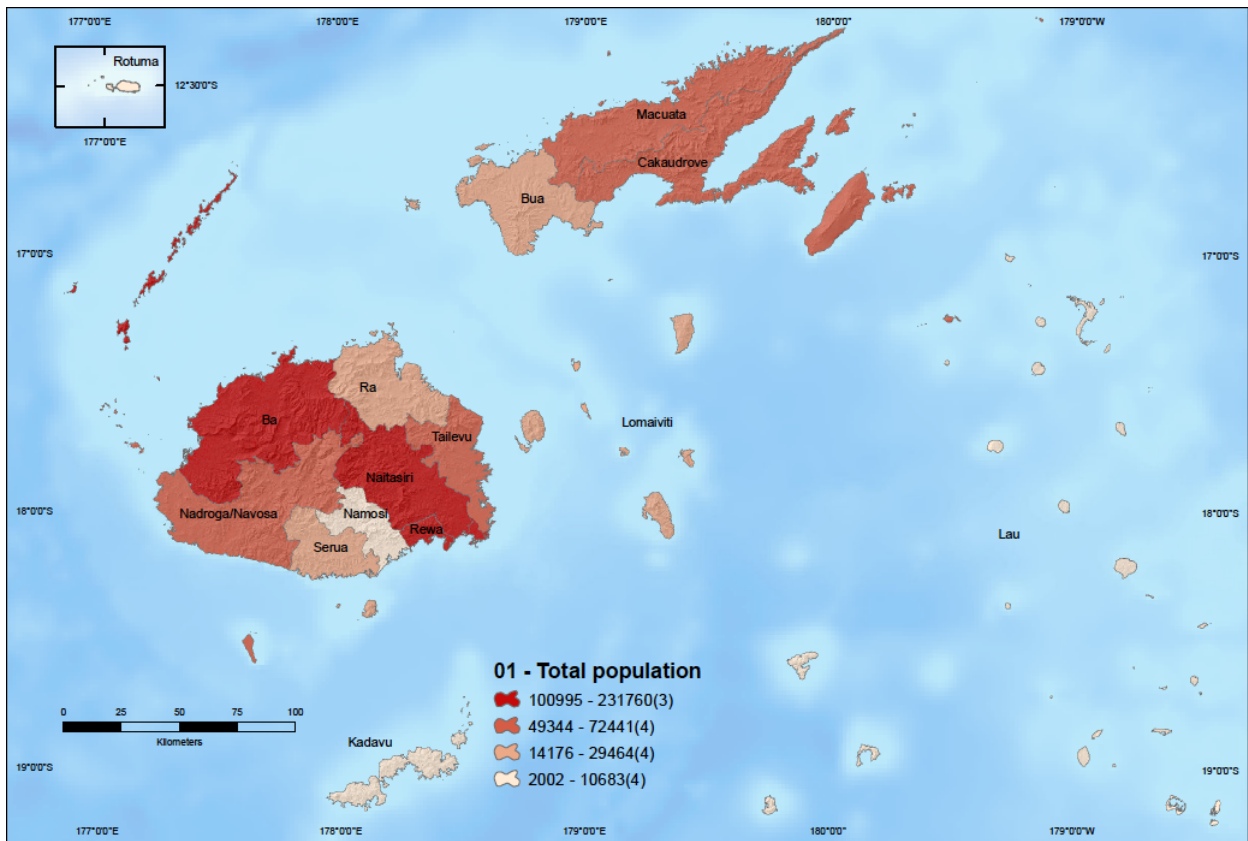 177°0'0"E 178°0'0"E 179°0'0"E 180°0'0" 179°0'0"W
Rotuma
12°30'0"S
177°0'0"E
Macuata
Cakaudrove
Bua
17°0'0"S 17°0'0"S
Ra
Ba
Lomaiviti
Tailevu
Naitasiri
18°0'0"S Nadroga/Navosa Namosi 18°0'0"S
Rewa
Lau
Serua
01 - Total population
100995 - 231760(3)
49344 - 72441(4)
14176 - 29464(4)
2002 - 10683(4)
0 25 50 75 100
Kilometers
Kadavu
19°0'0"S 19°0'0"S
177°0'0"E 178°0'0"E 179°0'0"E 180°0'0" 179°0'0"W